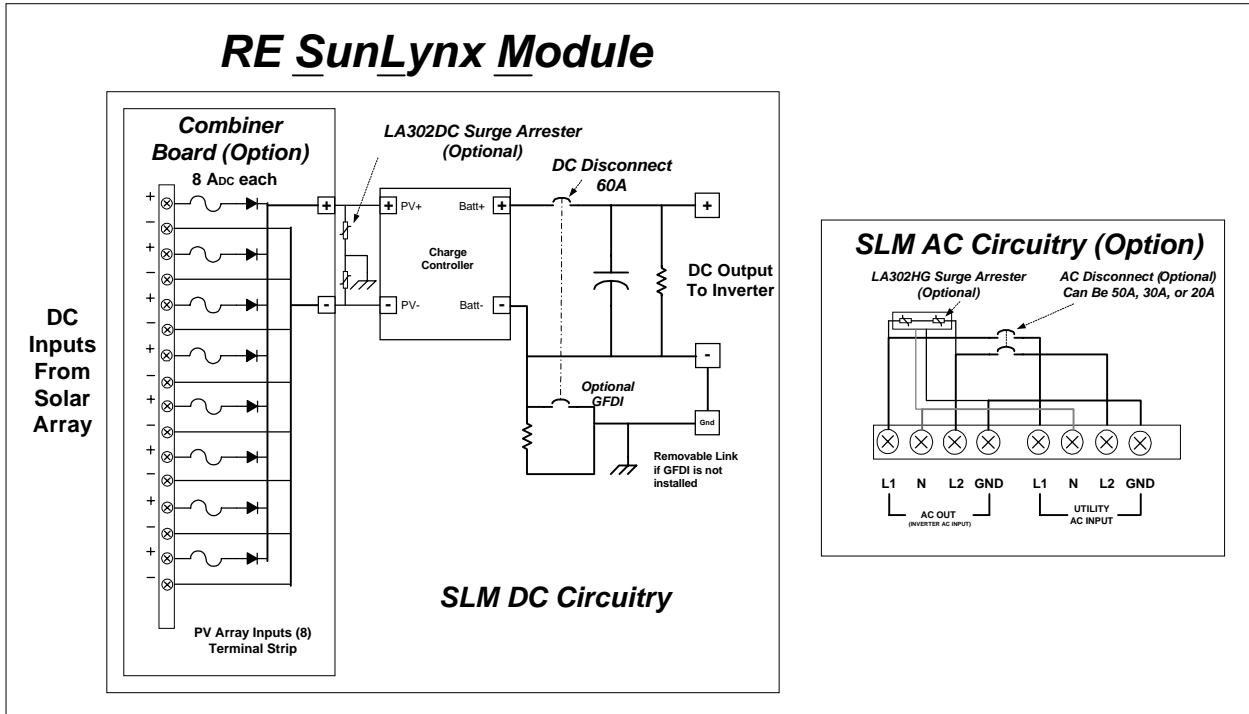 RE SunLynx Module
Combiner
Board (Option)
8 ADC each
LA302DC Surge Arrester
(Optional)
DC Disconnect
60A
DC
Inputs
From
Solar
Array
+
−
+
−
+
−
+
−
+
−
+
−
+
−
+
−
+
-
+
PV+
Batt+
+
Charge
Controller
-
PV-
Batt-
-
+
DC Output
To Inverter
-
Optional
GFDI
Gnd
Removable Link
if GFDI is not
installed
PV Array Inputs (8)
Terminal Strip
SLM DC Circuitry
SLM AC Circuitry (Option)
LA302HG Surge Arrester
(Optional)
AC Disconnect (Optional)
Can Be 50A, 30A, or 20A
L1 N L2 GND L1 N L2 GND
AC OUT
(INVERTER AC INPUT)
UTILITY
AC INPUT